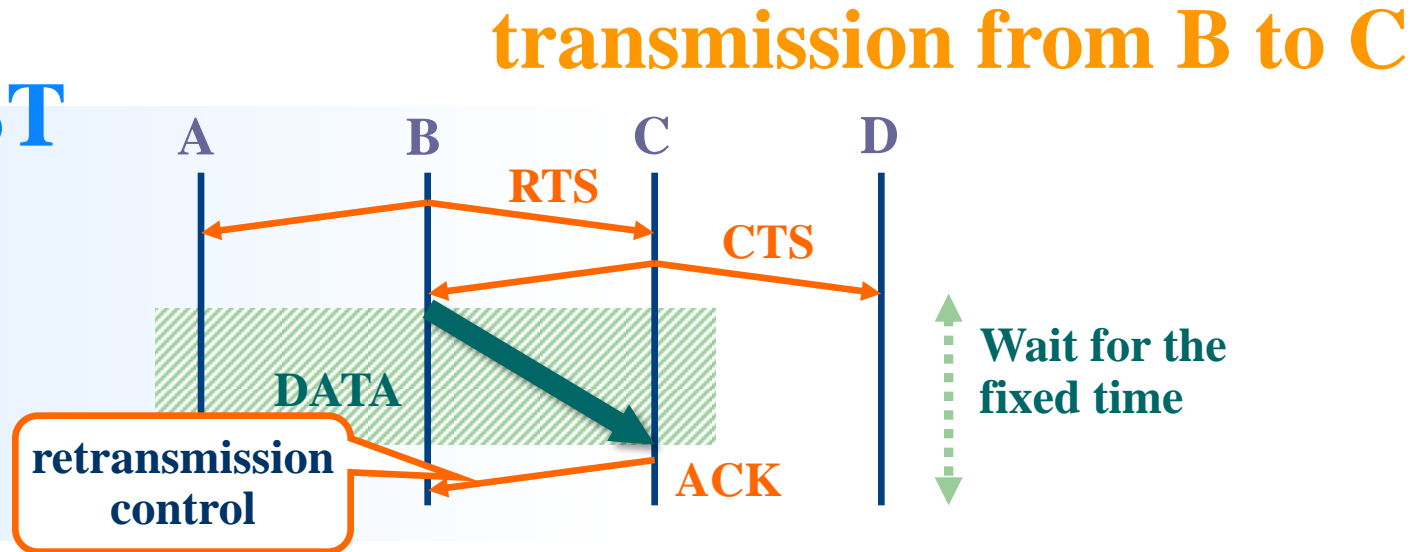 transmission from B to C
A B C D
RTS
CTS
Wait for the
fixed time
DATA
retransmission
control
ACK